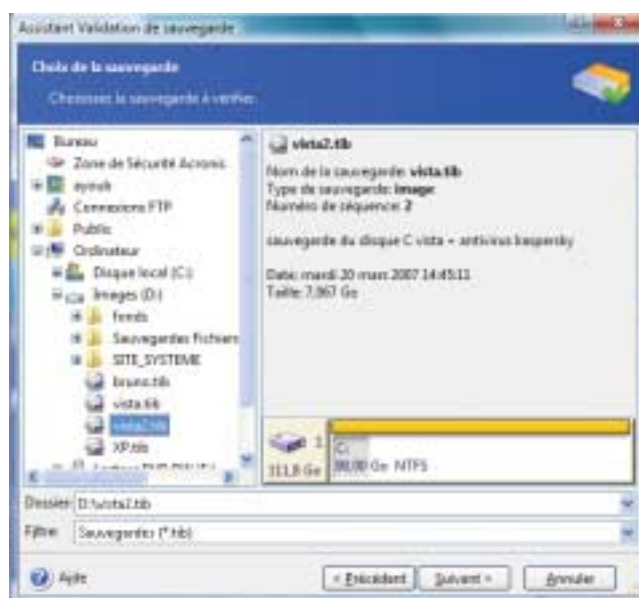 Assistant Validation de sauvegarde
Choix de la sauvegarde
Choisissez la sauvegarde à vérifier.
Bureau
Zone de Sécurité Acronis
ayoub
Connexions FTP
Public
Ordinateur
Disque local (C:)
Images (D:)
fonds
Sauvegardes Fichiers
SITE_SYSTEME
bruno.tib
vista.tib
vista2.tib
XP.tib
vista2.tib
Nom de la sauvegarde: vista.tib
Type de sauvegarde: image
Numéro de séquence: 2
sauvegarde du disque C vista + antivirus kaspersky
Date: mardi 20 mars 2007 14:45:11
Taille: 7,067 Go
1
111,8 Go
C:
Go NTFS
Dossier: D:\vista2.tib
Filtre: Sauvegardes (*.tib)
Aide
< Précédent
Suivant >
Annuler